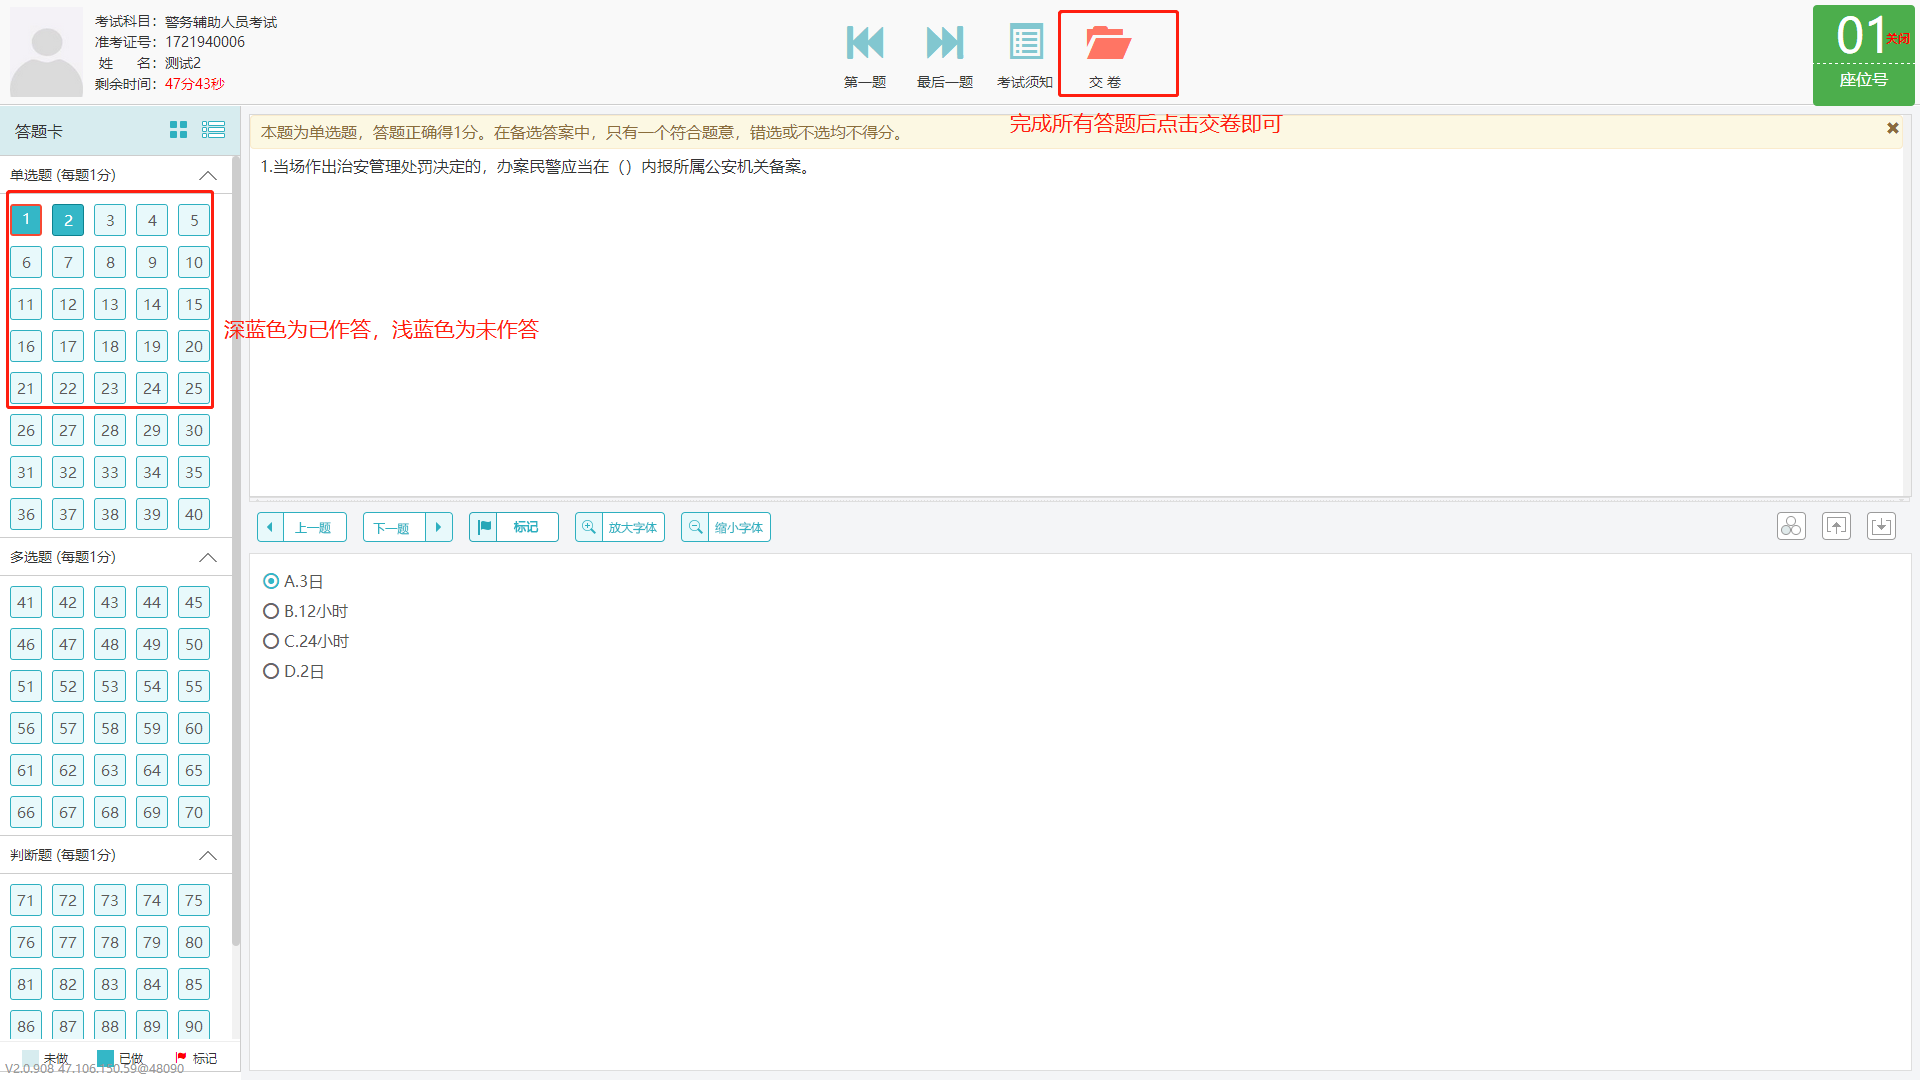 考试科目：警务辅助人员考试
准考证号：1721940006
姓　　名：测试2
剩余时间：47分43秒
第一题
最后一题
考试须知
交 卷
01
关闭
座位号
答题卡
单选题 (每题1分)
1 2 3 4 5
6 7 8 9 10
11 12 13 14 15
16 17 18 19 20
21 22 23 24 25
26 27 28 29 30
31 32 33 34 35
36 37 38 39 40
多选题 (每题1分)
41 42 43 44 45
46 47 48 49 50
51 52 53 54 55
56 57 58 59 60
61 62 63 64 65
66 67 68 69 70
判断题 (每题1分)
71 72 73 74 75
76 77 78 79 80
81 82 83 84 85
86 87 88 89 90
未做 已做 标记
V2.0.908 47.106.130.59@48090
本题为单选题，答题正确得1分。在备选答案中，只有一个符合题意，错选或不选均不得分。
完成所有答题后点击交卷即可
1.当场作出治安管理处罚决定的，办案民警应当在（）内报所属公安机关备案。
深蓝色为已作答，浅蓝色为未作答
上一题
下一题
标记
放大字体
缩小字体
A.3日
B.12小时
C.24小时
D.2日